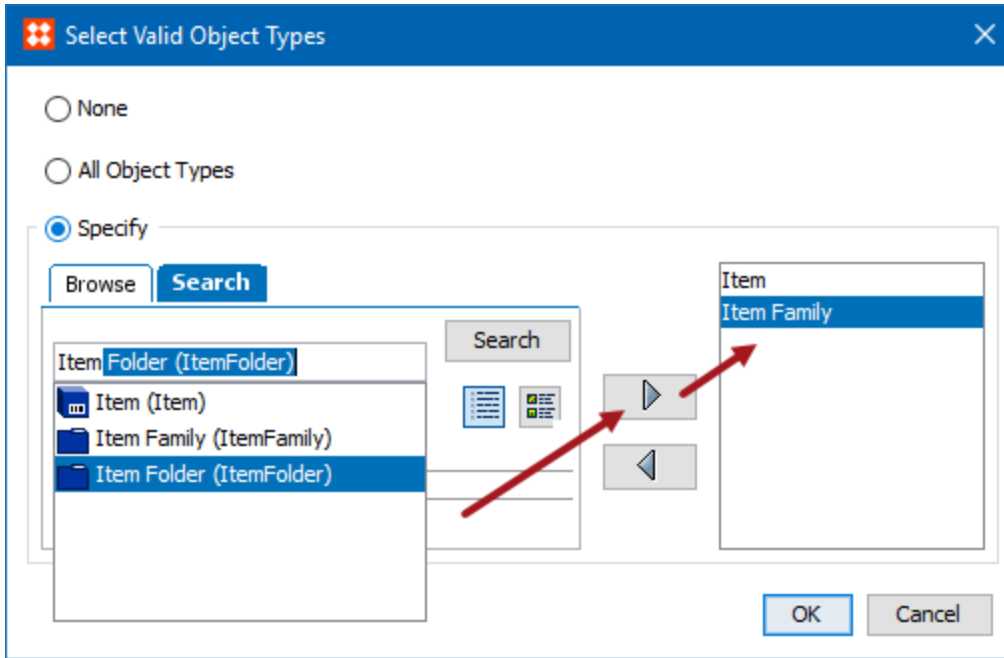 Select Valid Object Types
None
All Object Types
Specify
Browse
Search
Search
Item Folder (ItemFolder)
Item (Item)
Item Family (ItemFamily)
Item Folder (ItemFolder)
Item
Item Family
OK
Cancel